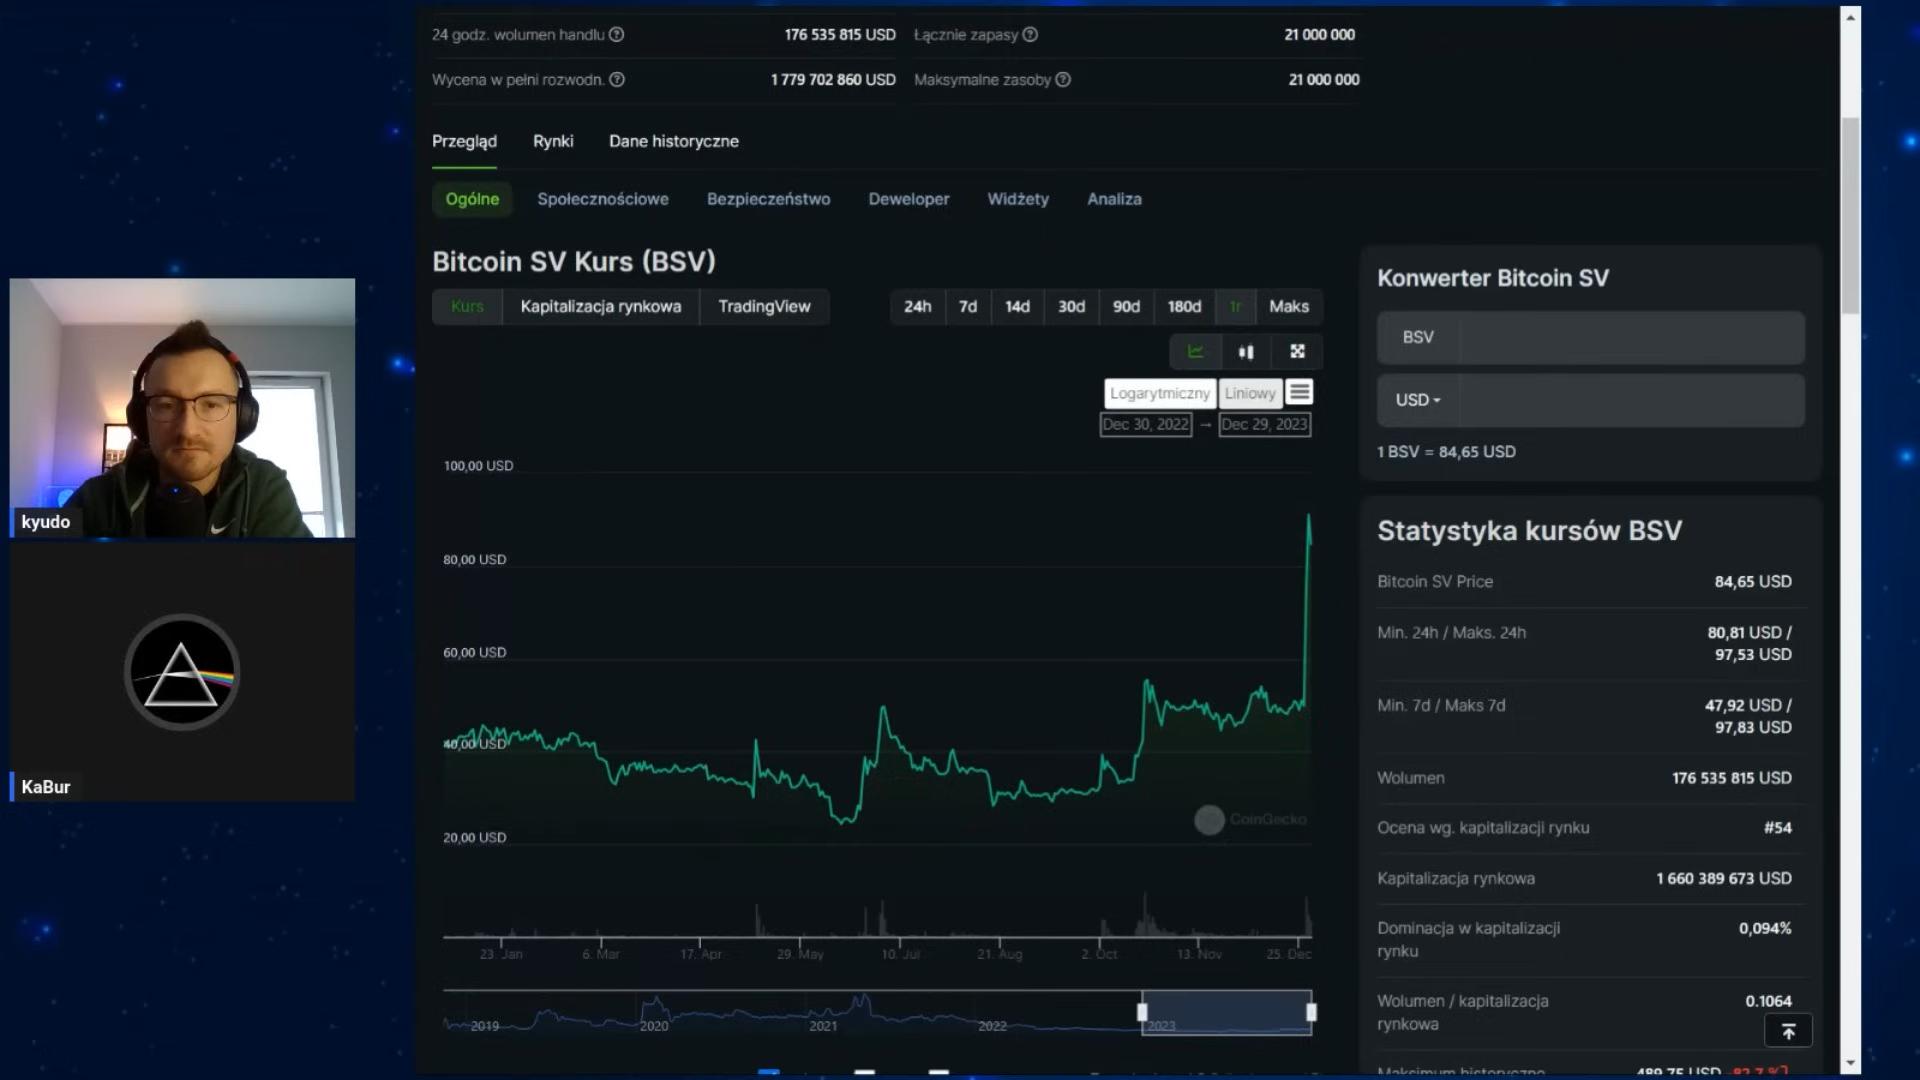 24 godz. wolumen handlu 176 535 815 USD Łącznie zapasy 21 000 000
Wycena w pełni rozwodn. 1 779 702 860 USD Maksymalne zasoby 21 000 000
Przegląd Rynki Dane historyczne
Ogólne Społecznościowe Bezpieczeństwo Deweloper Widżety Analiza
Bitcoin SV Kurs (BSV)
Kurs Kapitalizacja rynkowa TradingView 24h 7d 14d 30d 90d 180d 1r Maks
Logarytmiczny Liniowy
Dec 30, 2022 → Dec 29, 2023
100,00 USD
80,00 USD
60,00 USD
40,00 USD
20,00 USD
CoinGecko
23. Jan 6. Mar 17. Apr 29. May 10. Jul 21. Aug 2. Oct 13. Nov 25. Dec
2019 2020 2021 2022 2023
Konwerter Bitcoin SV
BSV
USD
1 BSV = 84,65 USD
Statystyka kursów BSV
Bitcoin SV Price 84,65 USD
Min. 24h / Maks. 24h 80,81 USD /
97,53 USD
Min. 7d / Maks 7d 47,92 USD /
97,83 USD
Wolumen 176 535 815 USD
Ocena wg. kapitalizacji rynku #54
Kapitalizacja rynkowa 1 660 389 673 USD
Dominacja w kapitalizacji 0,094%
rynku
Wolumen / kapitalizacja 0.1064
rynkowa
Maksimum historyczne 489,75 USD -82.7 %
kyudo
KaBur